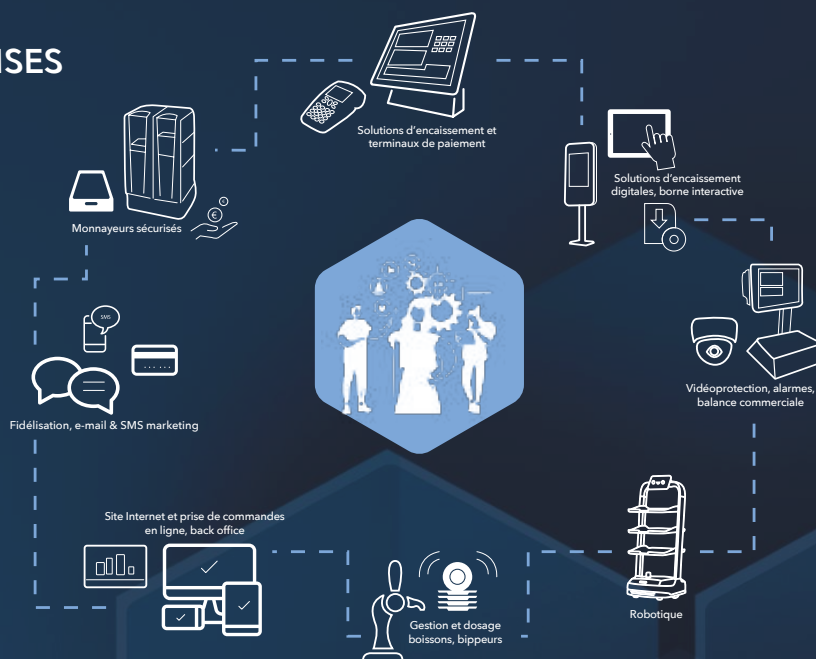 ISES
Solutions d'encaissement et
terminaux de paiement
Solutions d'encaissement
digitales, borne interactive
Monnayeurs sécurisés
€
SMS
Vidéoprotection, alarmes,
balance commerciale
Fidélisation, e-mail & SMS marketing
Site Internet et prise de commandes
en ligne, back office
Gestion et dosage
boissons, bippeurs
Robotique